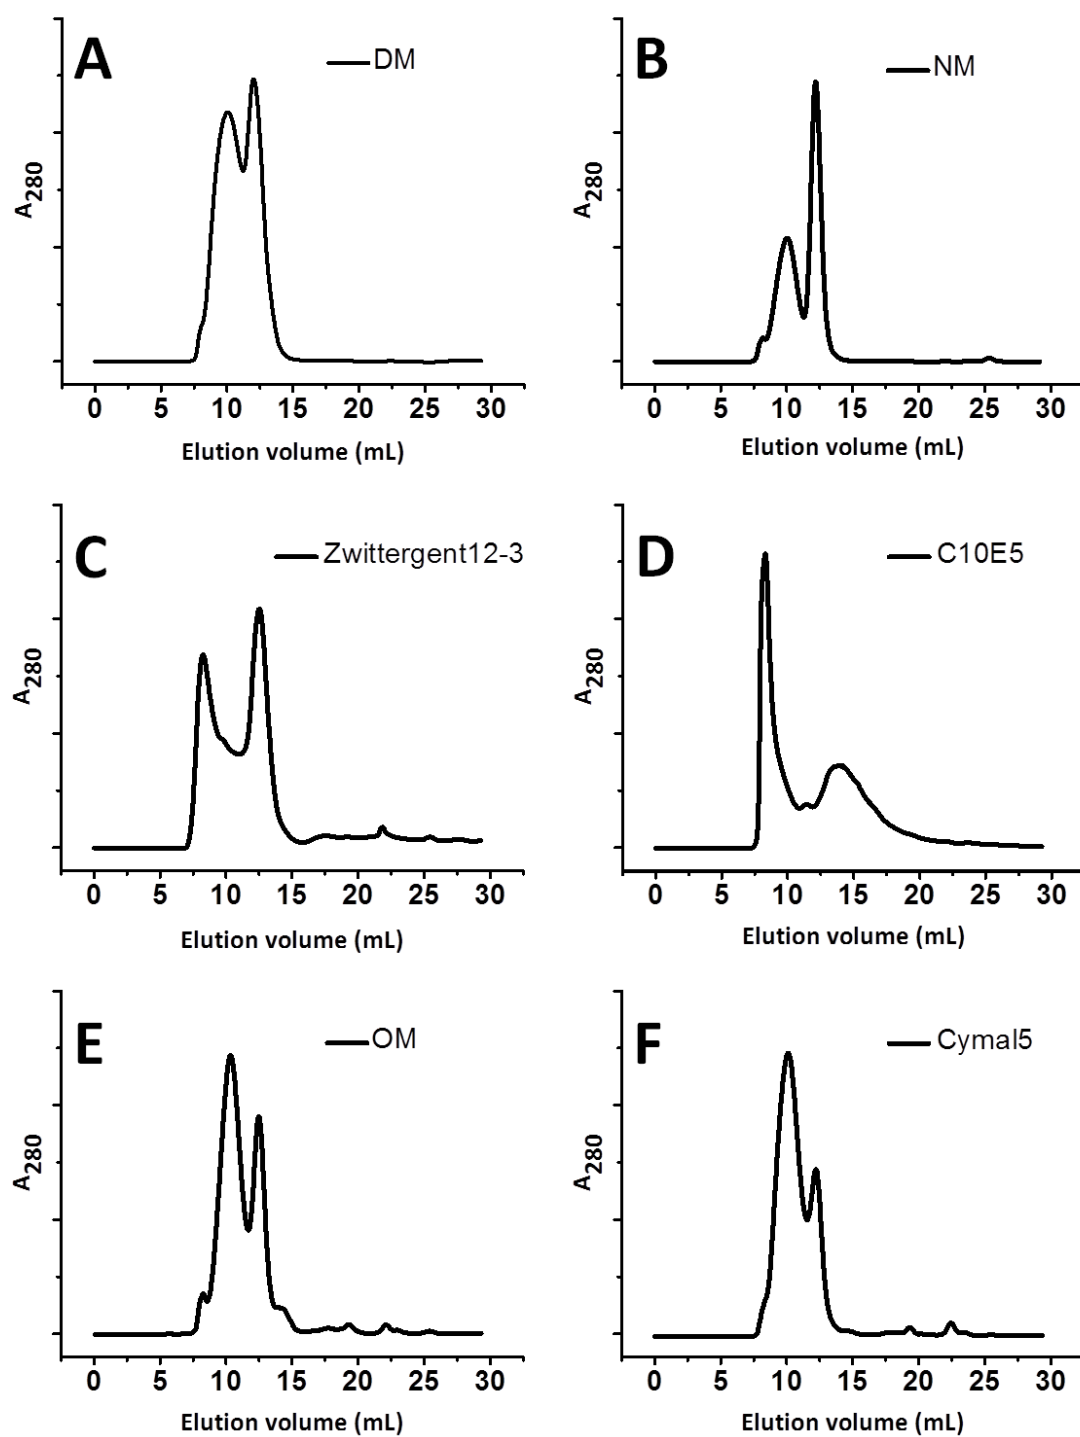 A
DM
A280
0 5 10 15 20 25 30
Elution volume (mL)
B
NM
A280
0 5 10 15 20 25 30
Elution volume (mL)
C
Zwittergent12-3
A280
0 5 10 15 20 25 30
Elution volume (mL)
D
C10E5
A280
0 5 10 15 20 25 30
Elution volume (mL)
E
OM
A280
0 5 10 15 20 25 30
Elution volume (mL)
F
Cymal5
A280
0 5 10 15 20 25 30
Elution volume (mL)